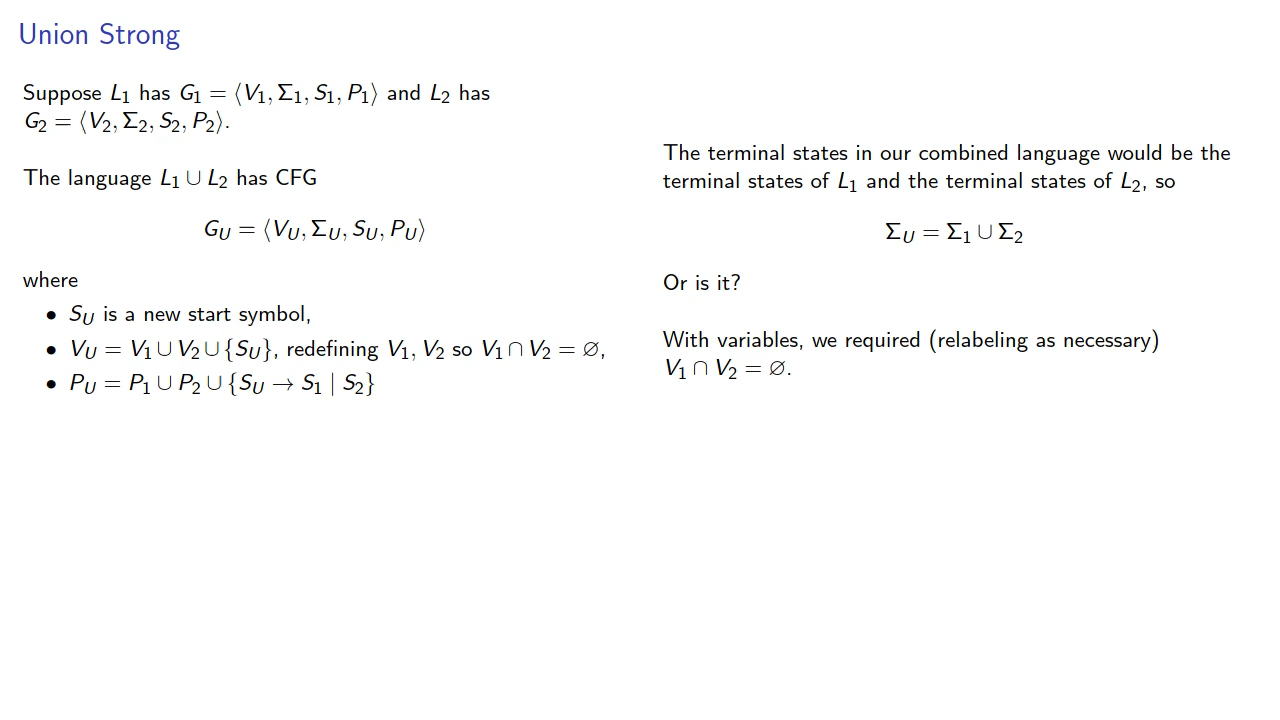 Union Strong
Suppose L₁ has G₁ = ⟨V₁, Σ₁, S₁, P₁⟩ and L₂ has
G₂ = ⟨V₂, Σ₂, S₂, P₂⟩.
The language L₁ ∪ L₂ has CFG
G_U = ⟨V_U, Σ_U, S_U, P_U⟩
where
• S_U is a new start symbol,
• V_U = V₁ ∪ V₂ ∪ {S_U}, redefining V₁, V₂ so V₁ ∩ V₂ = ∅,
• P_U = P₁ ∪ P₂ ∪ {S_U → S₁ | S₂}
The terminal states in our combined language would be the
terminal states of L₁ and the terminal states of L₂, so
Σ_U = Σ₁ ∪ Σ₂
Or is it?
With variables, we required (relabeling as necessary)
V₁ ∩ V₂ = ∅.